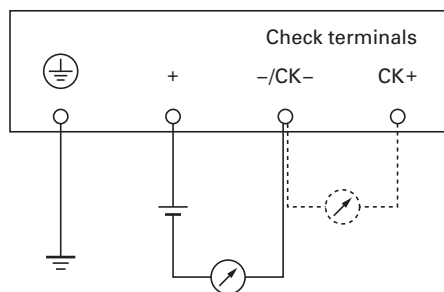 Check terminals
+ –/CK– CK+